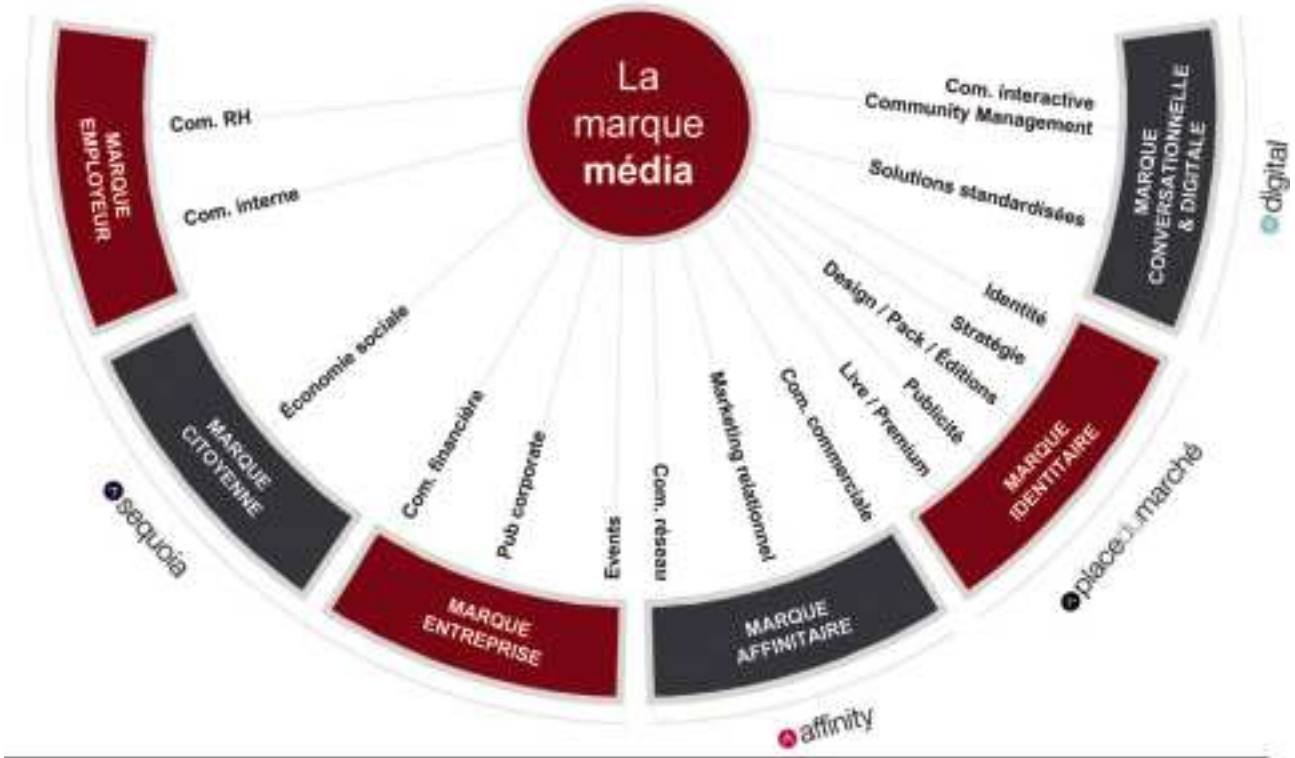 La
marque
média
Com. RH
Com. interne
MARQUE
EMPLOYEUR
Économie sociale
MARQUE
CITOYENNE
sequoia
Com. financière
Pub corporate
Events
MARQUE
ENTREPRISE
Com. réseau
Marketing relationnel
Com. commerciale
MARQUE
AFFINITAIRE
affinity
Live / Premium
Publicité
Design / Pack / Éditions
Stratégie
Identité
MARQUE
IDENTITAIRE
placedumarché
Solutions standardisées
Com. interactive
Community Management
MARQUE
CONVERSATIONNELLE
& DIGITALE
digital